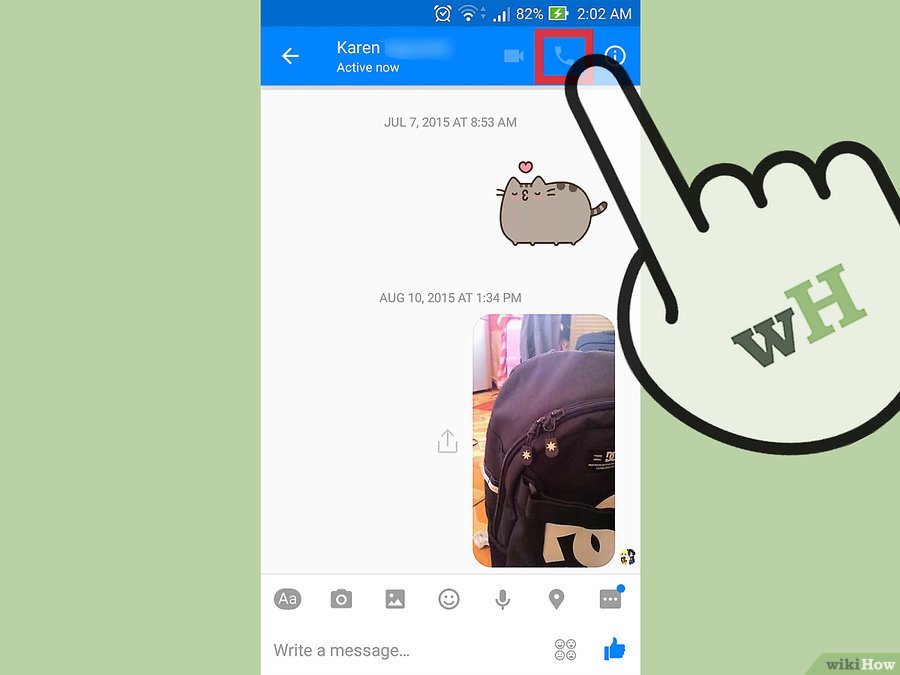 82% 2:02 AM
Karen
Active now
JUL 7, 2015 AT 8:53 AM
AUG 10, 2015 AT 1:34 PM
wH
Aa
Write a message...
wikiHow